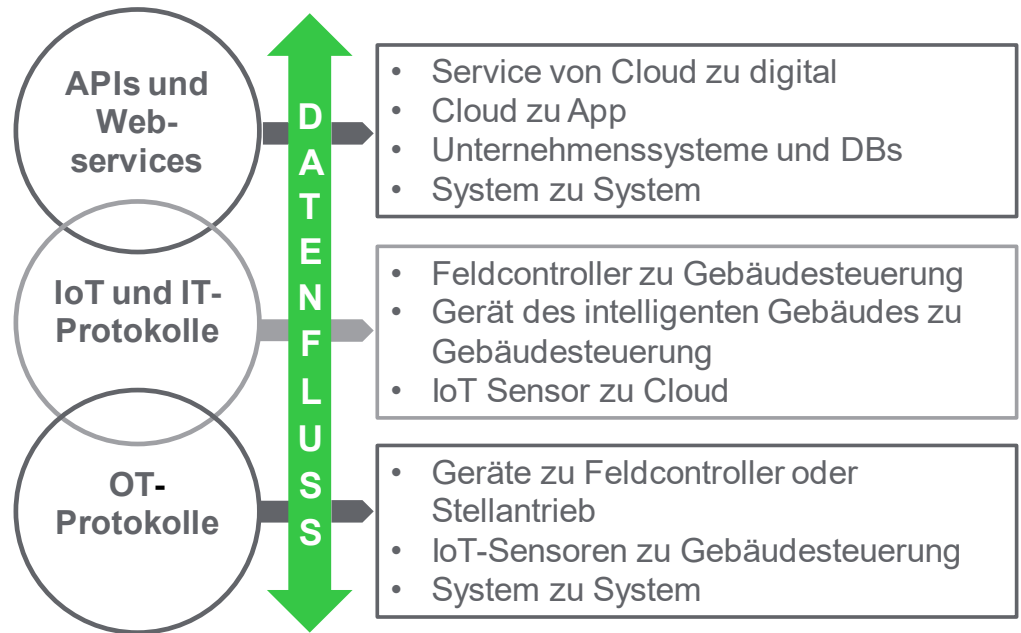 APIs und
Web-
services
DATENFLUSS
• Service von Cloud zu digital
• Cloud zu App
• Unternehmenssysteme und DBs
• System zu System
IoT und IT-
Protokolle
• Feldcontroller zu Gebäudesteuerung
• Gerät des intelligenten Gebäudes zu
Gebäudesteuerung
• IoT Sensor zu Cloud
OT-
Protokolle
• Geräte zu Feldcontroller oder
Stellantrieb
• IoT-Sensoren zu Gebäudesteuerung
• System zu System